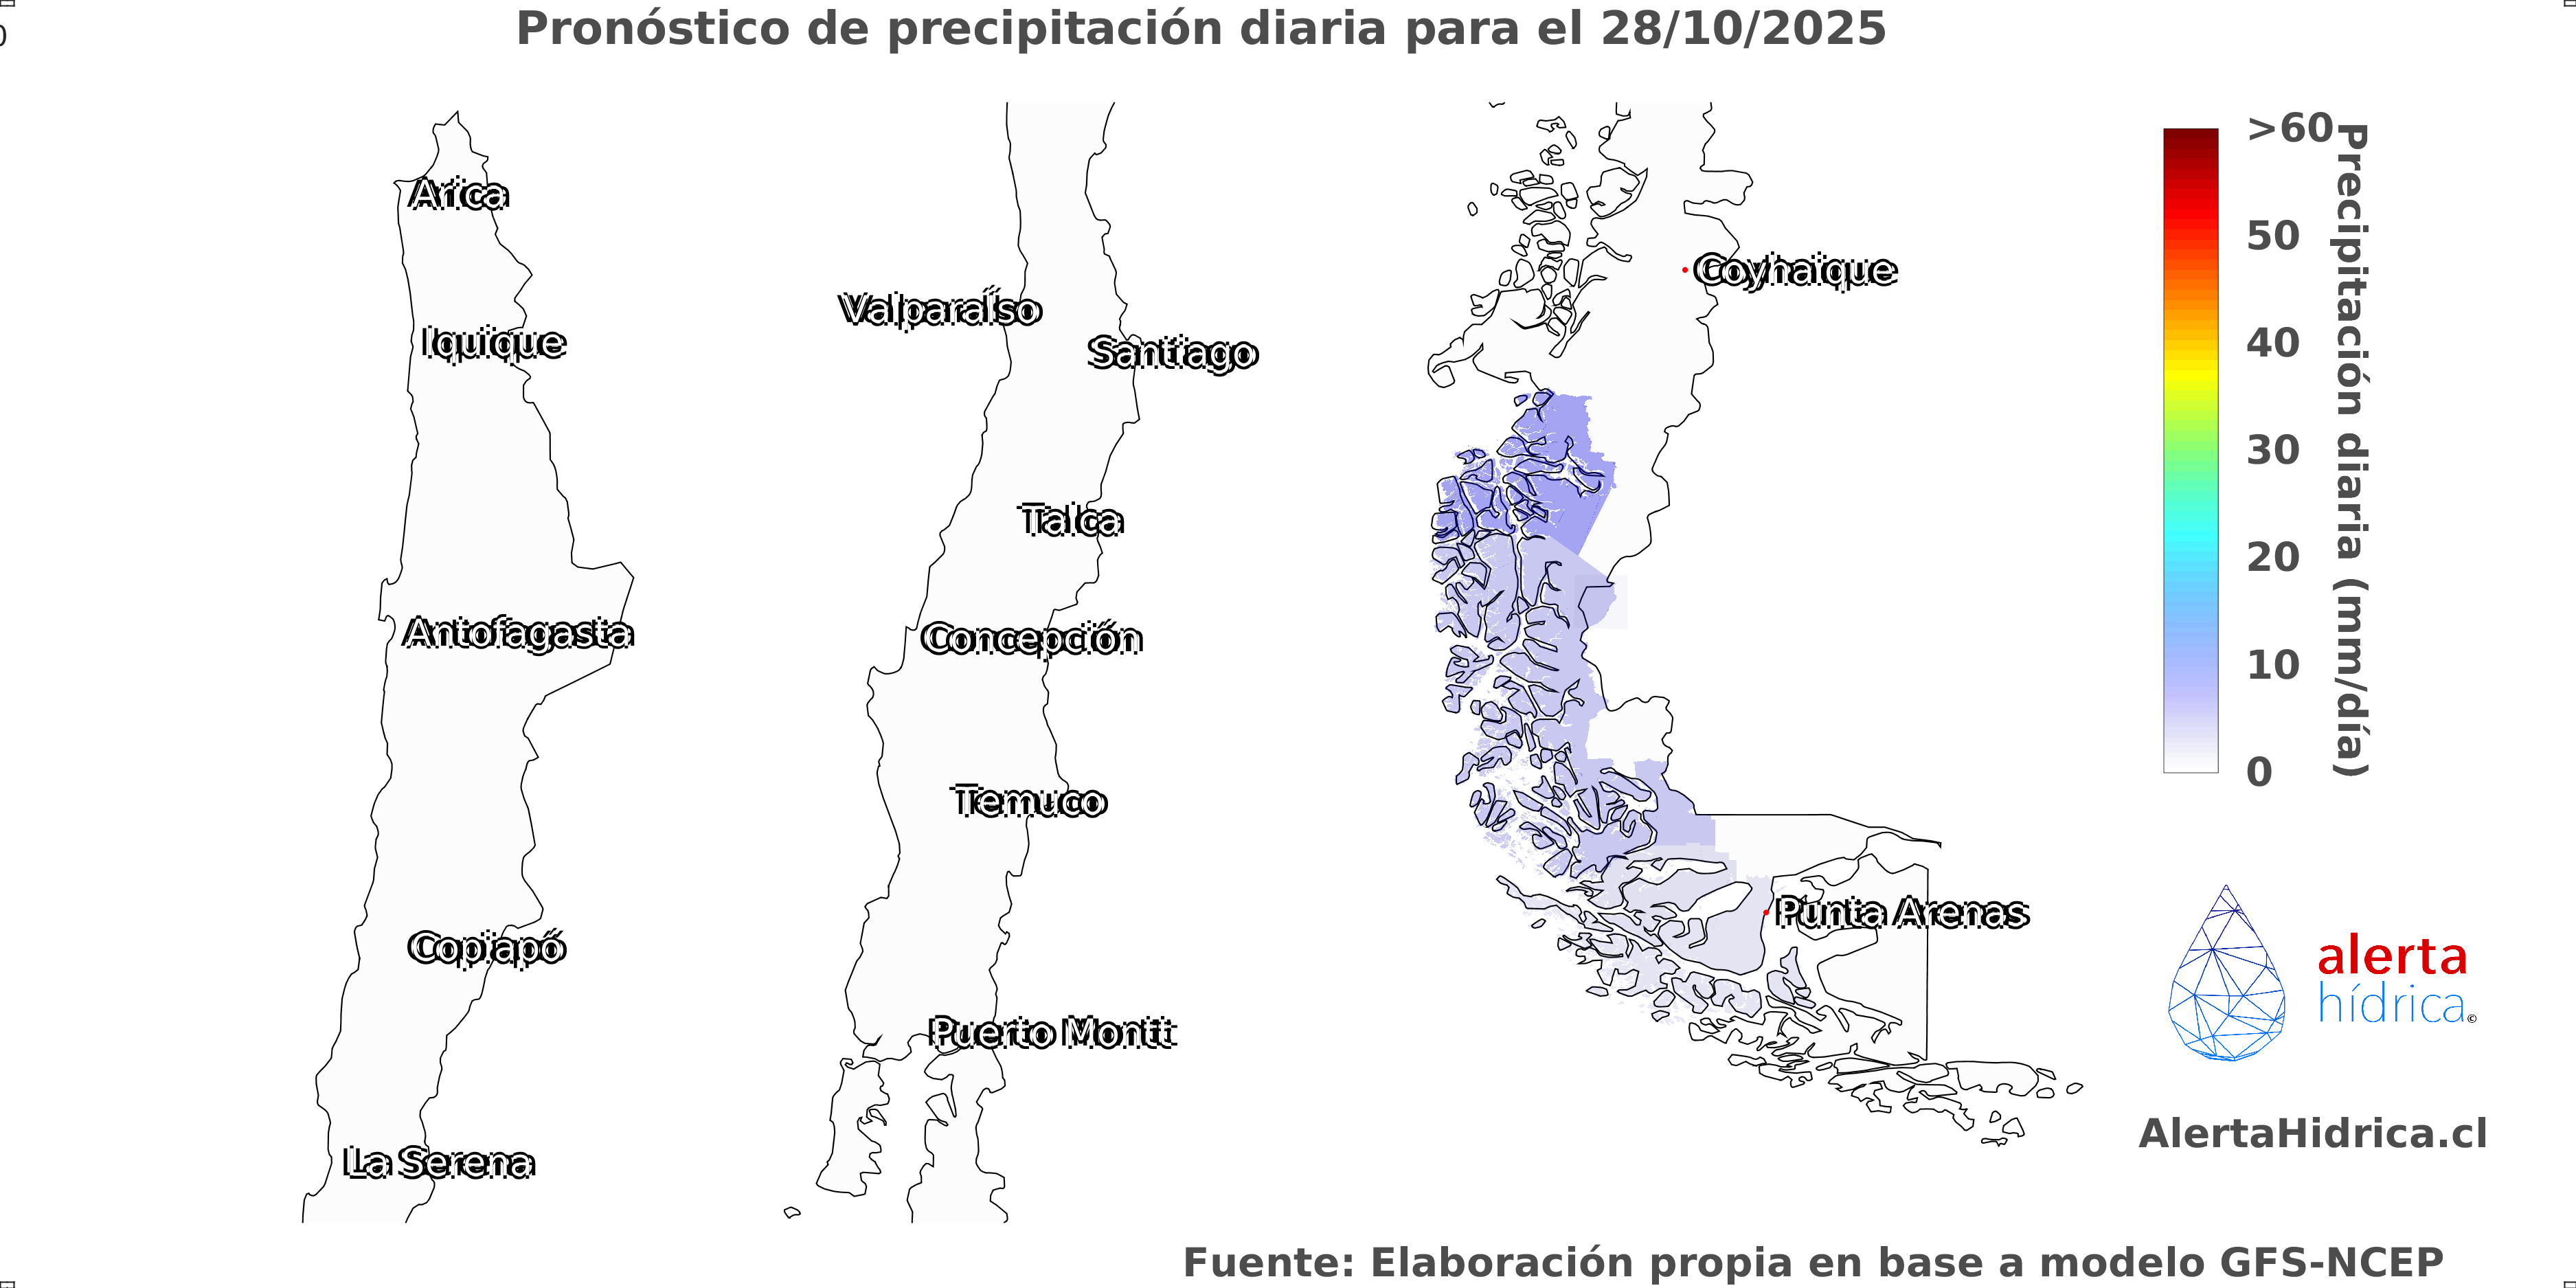 Pronóstico de precipitación diaria para el 28/10/2025
0
Arica
Iquique
Antofagasta
Copiapó
La Serena
Valparaíso
Santiago
Talca
Concepción
Temuco
Puerto Montt
Coyhaique
Punta Arenas
>60
50
40
30
20
10
0
Precipitación diaria (mm/día)
alerta
hídrica©
AlertaHidrica.cl
Fuente: Elaboración propia en base a modelo GFS-NCEP